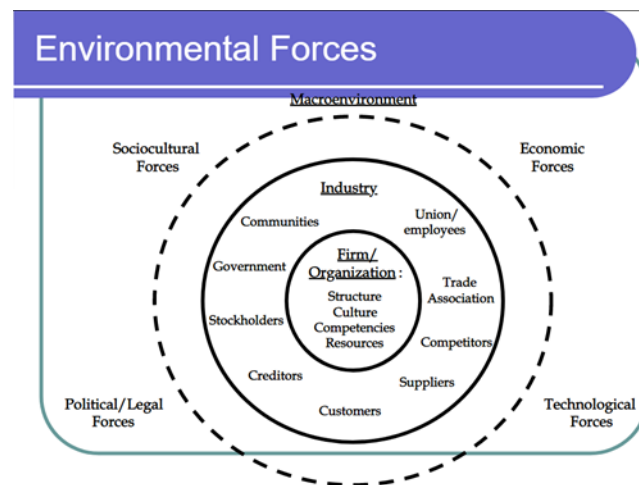 Environmental Forces
Macroenvironment
Sociocultural
Forces
Economic
Forces
Industry
Communities
Union/
employees
Firm/
Organization :
Structure
Culture
Competencies
Resources
Government
Trade
Association
Stockholders
Competitors
Creditors
Suppliers
Customers
Political/Legal
Forces
Technological
Forces